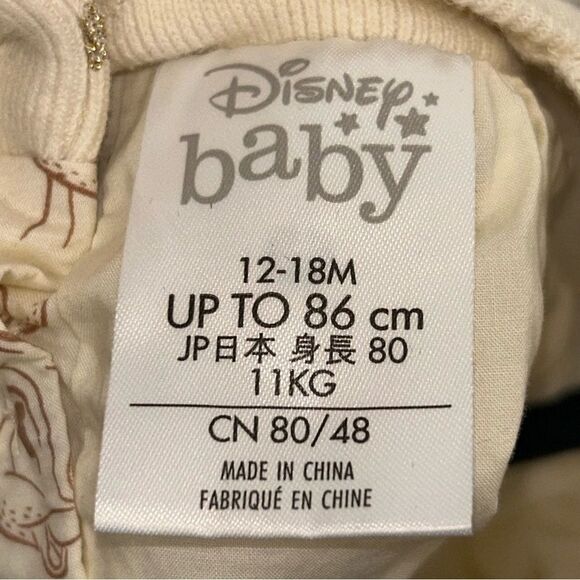 Disney
baby
12-18M
UP TO 86 cm
JP日本 身長 80
11KG
CN 80/48
MADE IN CHINA
FABRIQUÉ EN CHINE